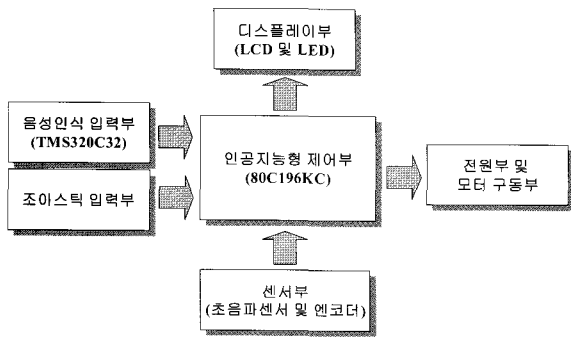 디스플레이부
(LCD 및 LED)
음성인식 입력부
(TMS320C32)
조아스틱 입력부
인공지능형 제어부
(80C196KC)
전원부 및
모터 구동부
센서부
(초음파센서 및 엔코더)